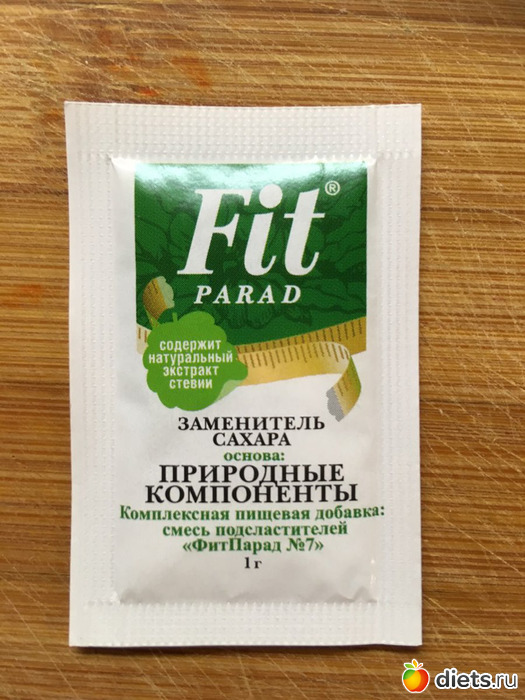 Fit®
PARAD
содержит
натуральный
экстракт
стевии
ЗАМЕНИТЕЛЬ
САХАРА
основа:
ПРИРОДНЫЕ
КОМПОНЕНТЫ
Комплексная пищевая добавка:
смесь подсластителей
«ФитПарад №7»
1 г
diets.ru